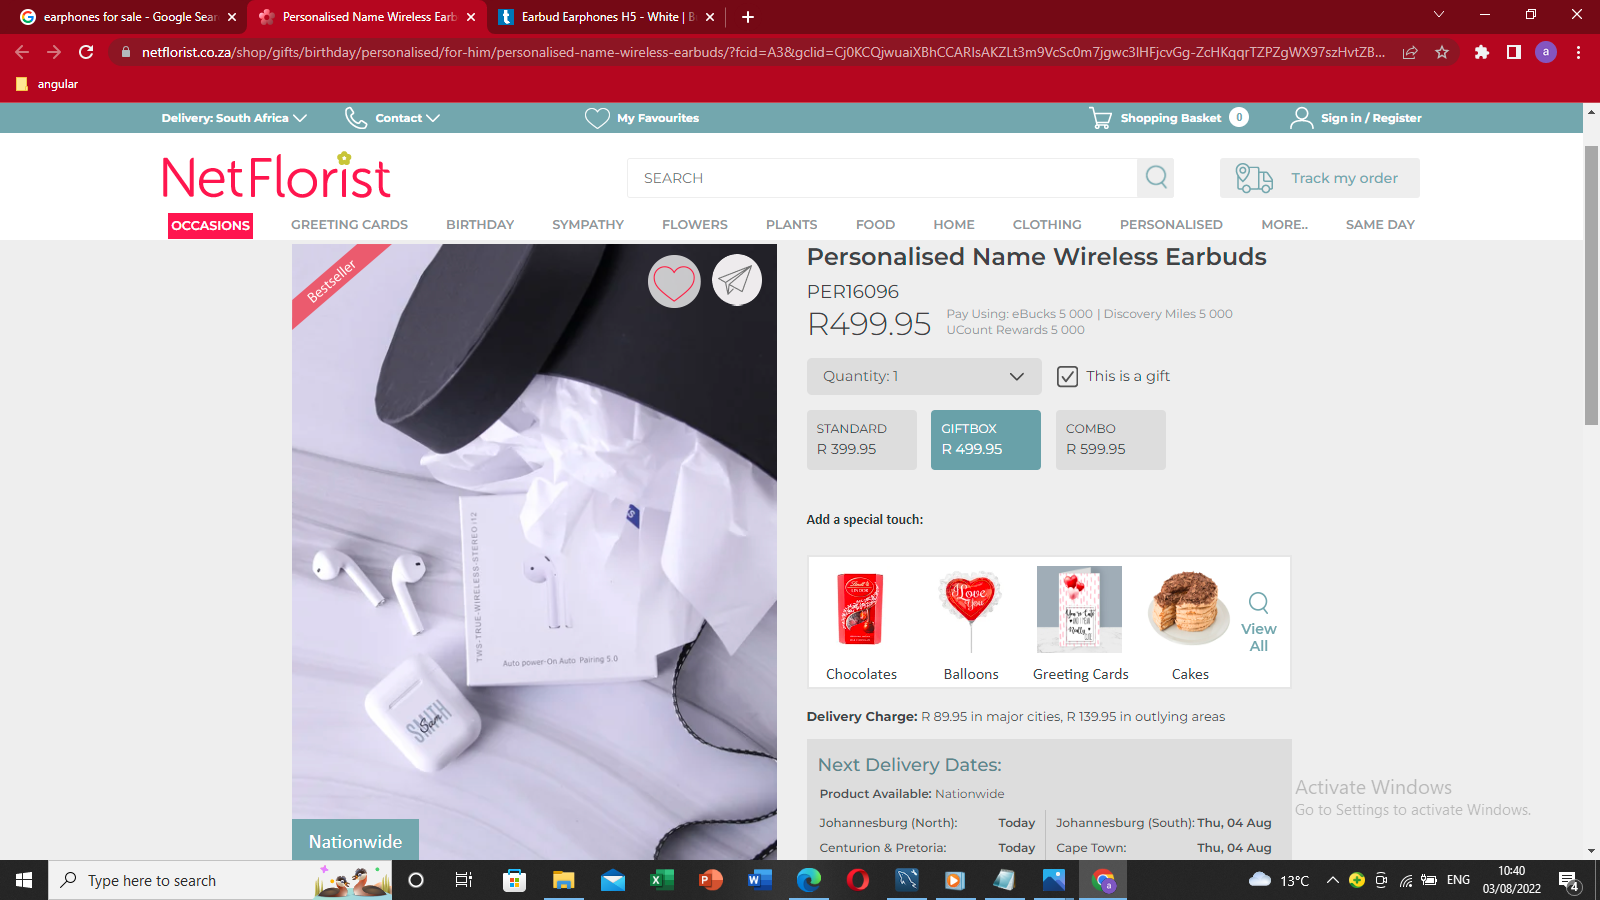 earphones for sale - Google Sear
Personalised Name Wireless Earb
Earbud Earphones H5 - White | B
netflorist.co.za/shop/gifts/birthday/personalised/for-him/personalised-name-wireless-earbuds/?fcid=A3&gclid=Cj0KCQjwuaiXBhCCARIsAKZLt3m9VcSc0m7jgwc3IHFjcvGg-ZcHKqqrTZPZgWX97szHvtZB...
a
angular
Delivery: South Africa
Contact
My Favourites
Shopping Basket 0
Sign in / Register
NetFlorist
SEARCH
Track my order
OCCASIONS GREETING CARDS BIRTHDAY SYMPATHY FLOWERS PLANTS FOOD HOME CLOTHING PERSONALISED MORE.. SAME DAY
Bestseller
TWS-TRUE-WIRELESS-STEREO i12
Auto power-On Auto Pairing 5.0
SMITH
Sam
Nationwide
Personalised Name Wireless Earbuds
PER16096
R499.95
Pay Using: eBucks 5 000 | Discovery Miles 5 000
UCount Rewards 5 000
Quantity: 1
This is a gift
STANDARD
R 399.95
GIFTBOX
R 499.95
COMBO
R 599.95
Add a special touch:
Lindt
LINDOR
I Love
You
Chocolates
Balloons
Greeting Cards
Cakes
View
All
Delivery Charge: R 89.95 in major cities, R 139.95 in outlying areas
Next Delivery Dates:
Product Available: Nationwide
Johannesburg (North): Today
Johannesburg (South): Thu, 04 Aug
Centurion & Pretoria: Today
Cape Town: Thu, 04 Aug
Activate Windows
Go to Settings to activate Windows.
Type here to search
13°C
ENG
10:40
03/08/2022
4